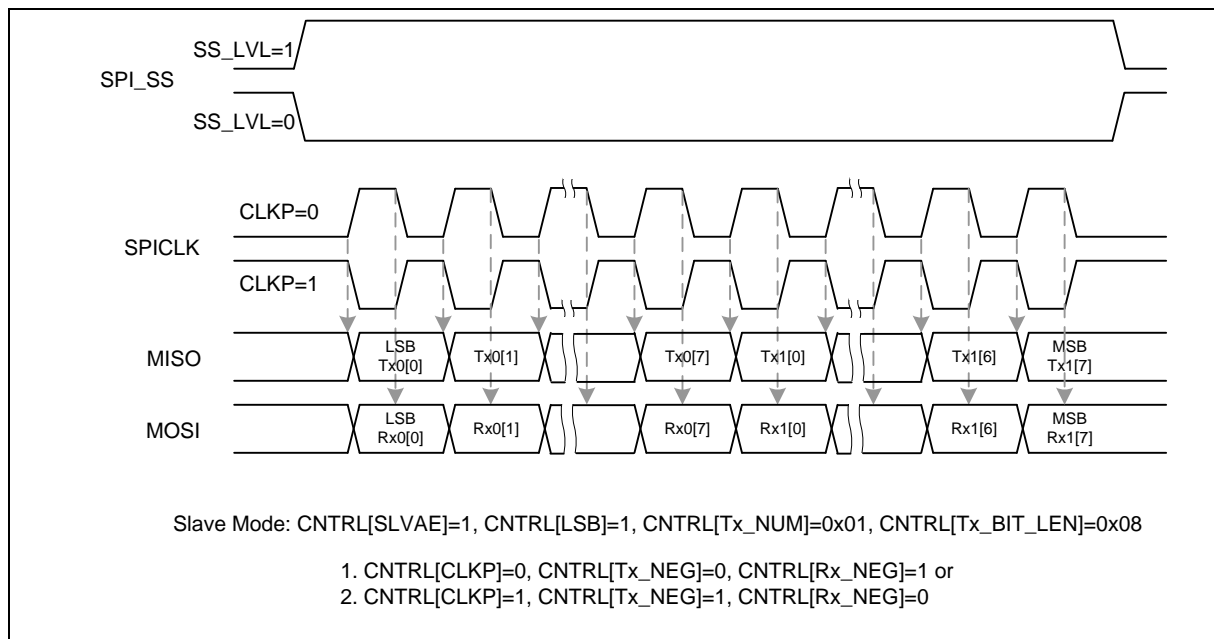 SS_LVL=1
SPI_SS
SS_LVL=0
CLKP=0
SPICLK
CLKP=1
MISO
LSB
Tx0[0]
Tx0[1]
Tx0[7]
Tx1[0]
Tx1[6]
MSB
Tx1[7]
MOSI
LSB
Rx0[0]
Rx0[1]
Rx0[7]
Rx1[0]
Rx1[6]
MSB
Rx1[7]
Slave Mode: CNTRL[SLVAE]=1, CNTRL[LSB]=1, CNTRL[Tx_NUM]=0x01, CNTRL[Tx_BIT_LEN]=0x08
1. CNTRL[CLKP]=0, CNTRL[Tx_NEG]=0, CNTRL[Rx_NEG]=1 or
2. CNTRL[CLKP]=1, CNTRL[Tx_NEG]=1, CNTRL[Rx_NEG]=0